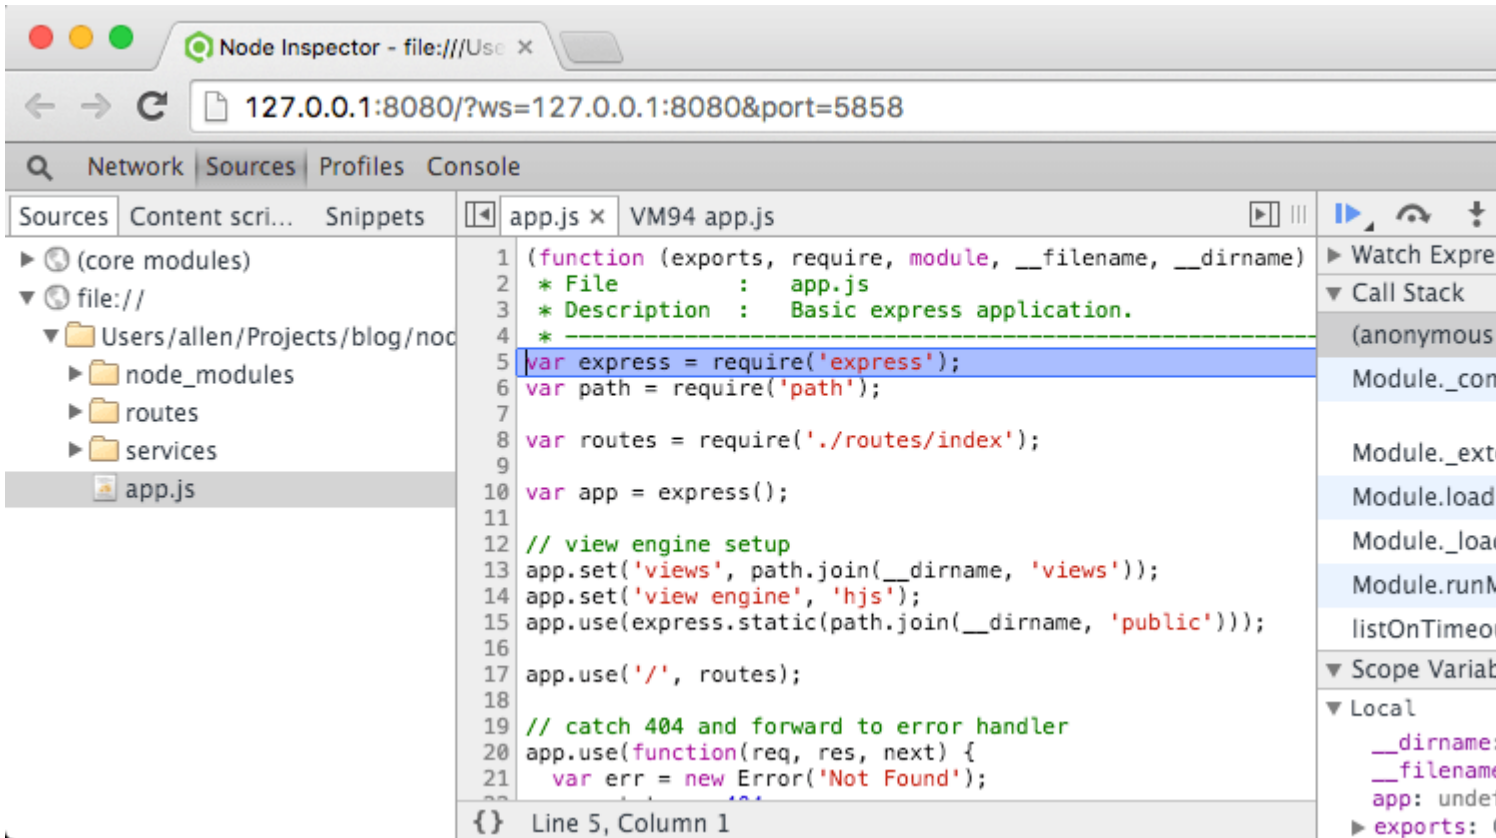 Node Inspector - file:///Use
127.0.0.1:8080/?ws=127.0.0.1:8080&port=5858
Network Sources Profiles Console
Sources Content scri... Snippets
(core modules)
file://
Users/allen/Projects/blog/nod
node_modules
routes
services
app.js
app.js VM94 app.js
1 (function (exports, require, module, __filename, __dirname)
2 * File : app.js
3 * Description : Basic express application.
4 * ---------------------------------------------------------
5 var express = require('express');
6 var path = require('path');
7
8 var routes = require('./routes/index');
9
10 var app = express();
11
12 // view engine setup
13 app.set('views', path.join(__dirname, 'views'));
14 app.set('view engine', 'hjs');
15 app.use(express.static(path.join(__dirname, 'public')));
16
17 app.use('/', routes);
18
19 // catch 404 and forward to error handler
20 app.use(function(req, res, next) {
21 var err = new Error('Not Found');
{} Line 5, Column 1
Watch Expre
Call Stack
(anonymous
Module._com
Module._exte
Module.load
Module._load
Module.runM
listOnTimeou
Scope Variab
Local
__dirname:
__filename
app: undef
exports: